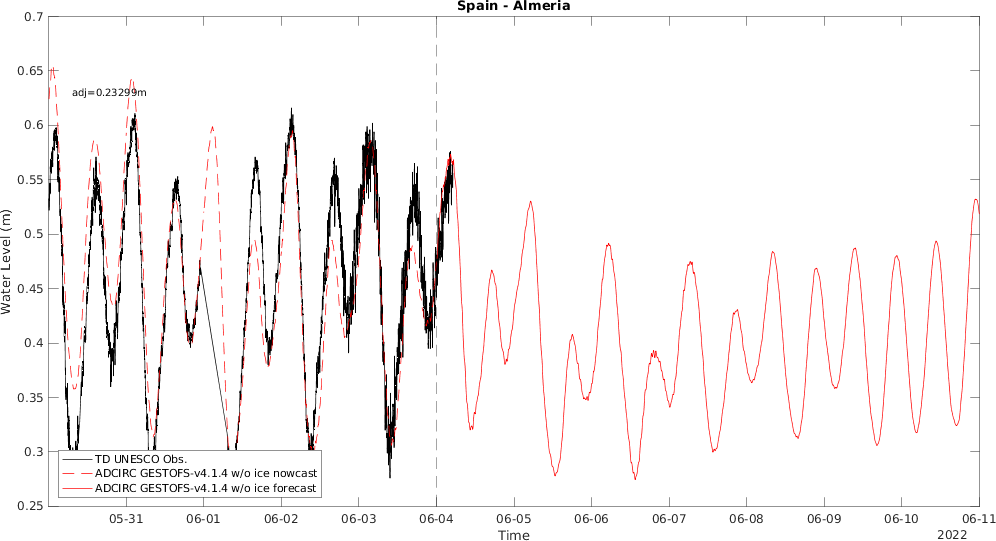 Spain - Almeria
adj=0.23299m
0.7
0.65
0.6
0.55
0.5
0.45
0.4
0.35
0.3
0.25
Water Level (m)
TD UNESCO Obs.
ADCIRC GESTOFS-v4.1.4 w/o ice nowcast
ADCIRC GESTOFS-v4.1.4 w/o ice forecast
05-31 06-01 06-02 06-03 06-04 06-05 06-06 06-07 06-08 06-09 06-10 06-11
Time
2022